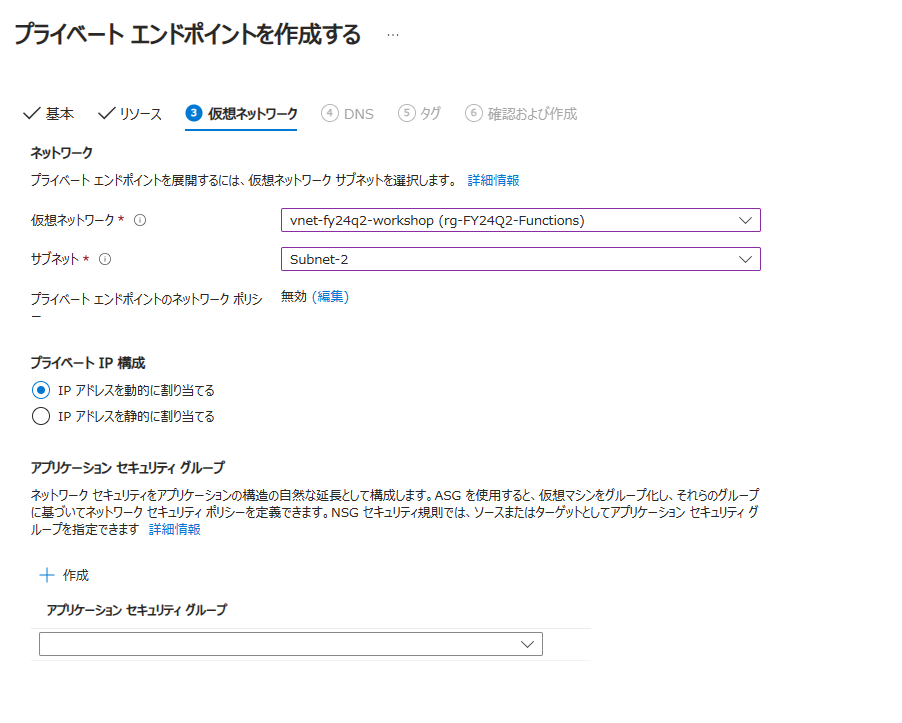 プライベート エンドポイントを作成する ...
基本 リソース 3 仮想ネットワーク 4 DNS 5 タグ 6 確認および作成
ネットワーク
プライベート エンドポイントを展開するには、仮想ネットワーク サブネットを選択します。 詳細情報
仮想ネットワーク * vnet-fy24q2-workshop (rg-FY24Q2-Functions)
サブネット * Subnet-2
プライベート エンドポイントのネットワーク ポリシ 無効 (編集)
ー
プライベート IP 構成
IP アドレスを動的に割り当てる
IP アドレスを静的に割り当てる
アプリケーション セキュリティ グループ
ネットワーク セキュリティをアプリケーションの構造の自然な延長として構成します。ASG を使用すると、仮想マシンをグループ化し、それらのグループ
に基づいてネットワーク セキュリティ ポリシーを定義できます。NSG セキュリティ規則では、ソースまたはターゲットとしてアプリケーション セキュリティ グ
ループを指定できます 詳細情報
+ 作成
アプリケーション セキュリティ グループ